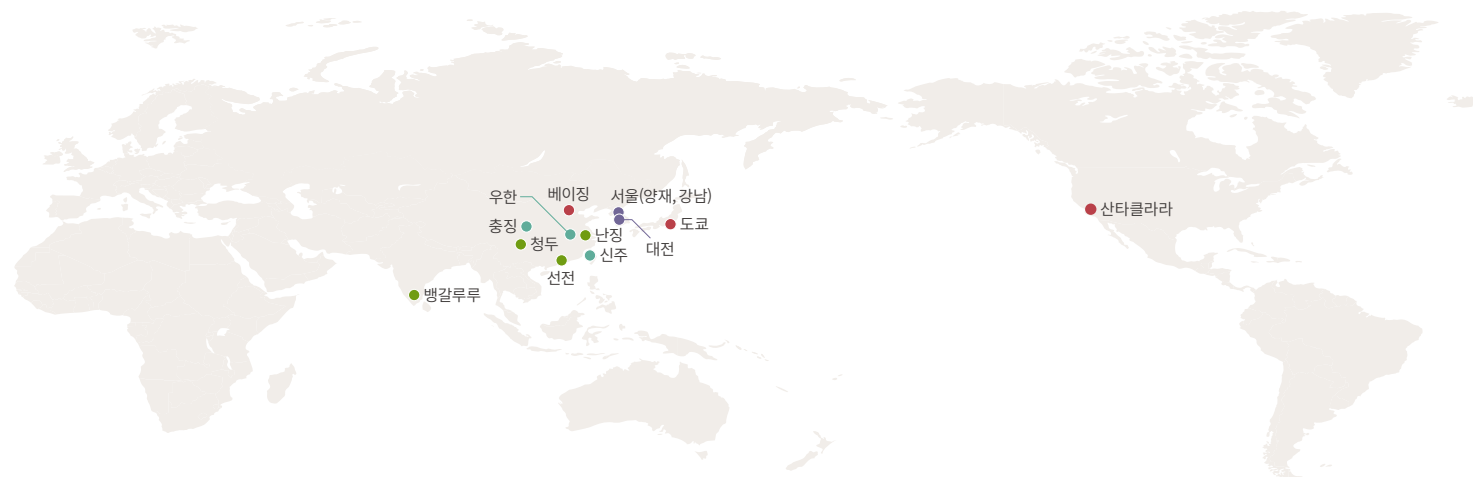 베이징
서울(양재, 강남)
우한
산타클라라
충징
도쿄
난징
청두
대전
신주
선전
뱅갈루루